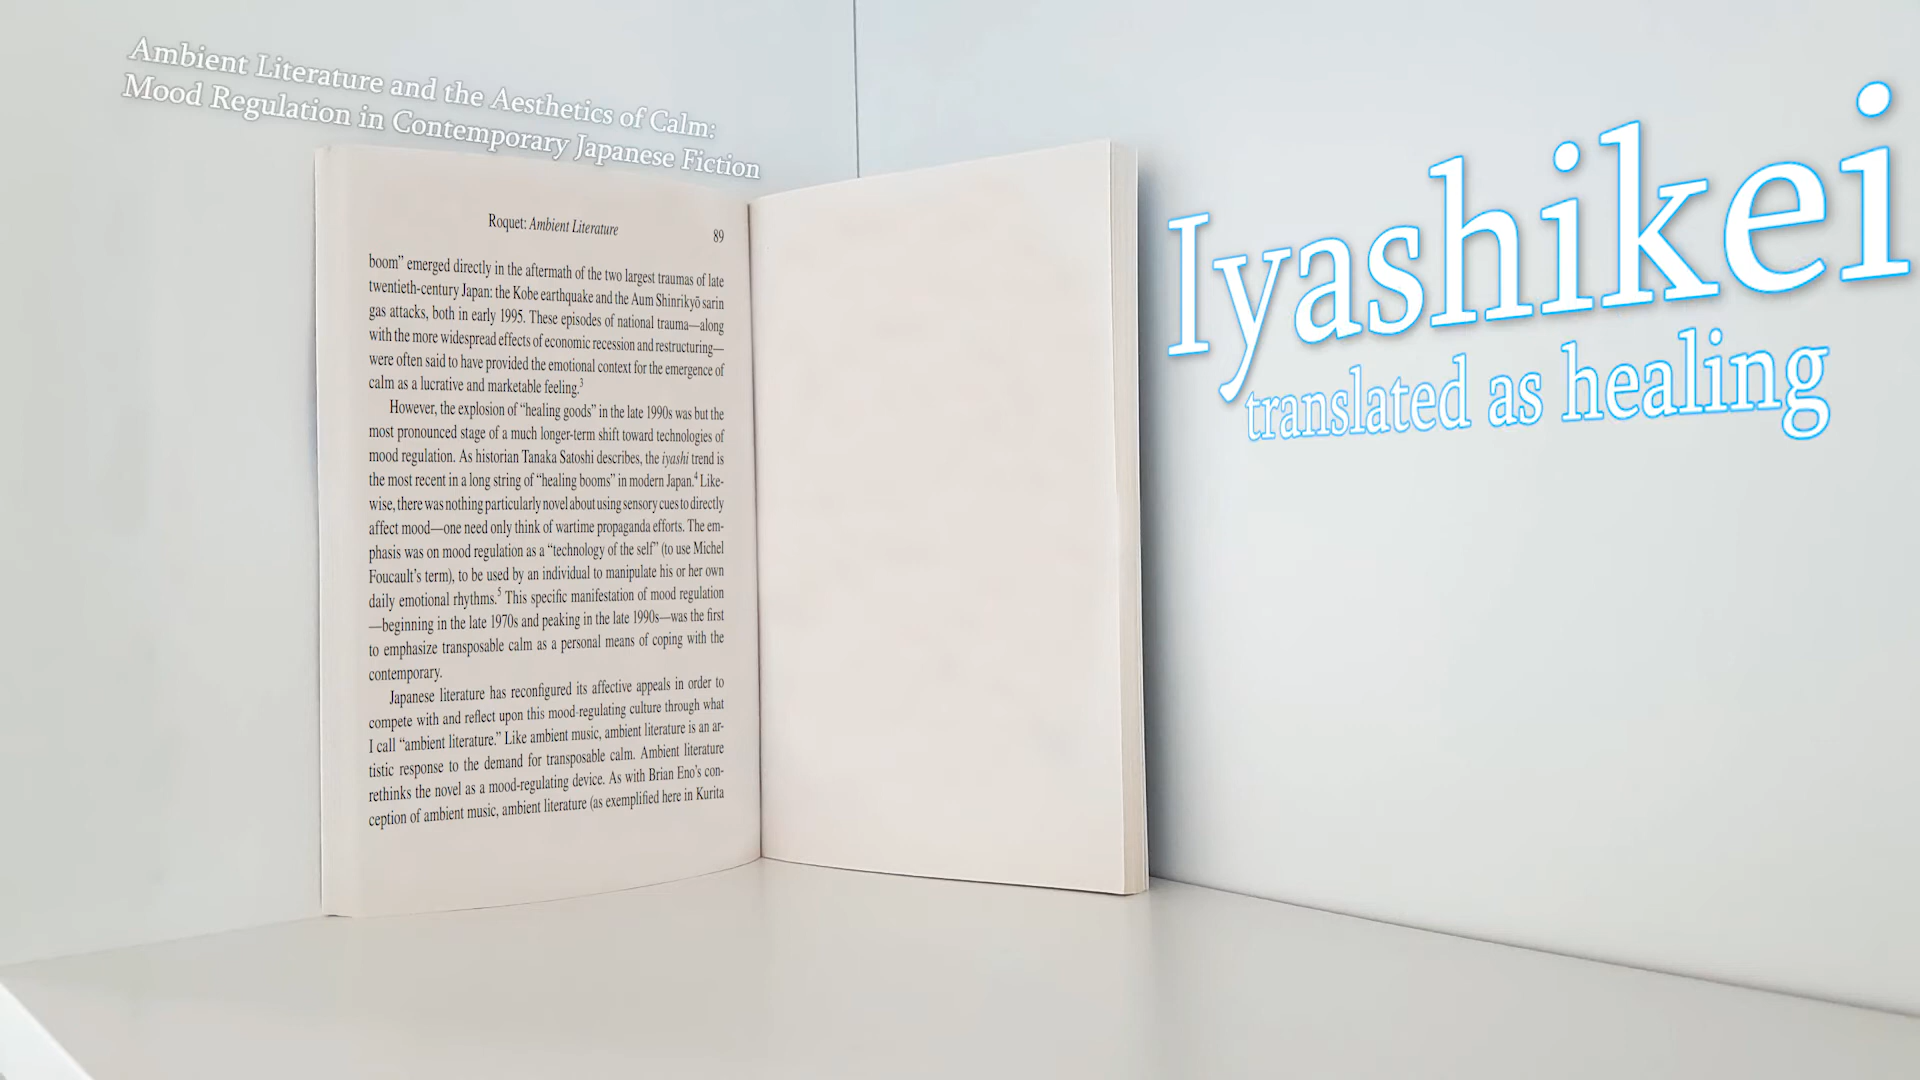 Ambient Literature and the Aesthetics of Calm:
Mood Regulation in Contemporary Japanese Fiction
Roquet: Ambient Literature
89
boom” emerged directly in the aftermath of the two largest traumas of late
twentieth-century Japan: the Kobe earthquake and the Aum Shinrikyō sarin
gas attacks, both in early 1995. These episodes of national trauma—along
with the more widespread effects of economic recession and restructuring—
were often said to have provided the emotional context for the emergence of
calm as a lucrative and marketable feeling.³
However, the explosion of “healing goods” in the late 1990s was but the
most pronounced stage of a much longer-term shift toward technologies of
mood regulation. As historian Tanaka Satoshi describes, the iyashi trend is
the most recent in a long string of “healing booms” in modern Japan.⁴ Like-
wise, there was nothing particularly novel about using sensory cues to directly
affect mood—one need only think of wartime propaganda efforts. The em-
phasis was on mood regulation as a “technology of the self” (to use Michel
Foucault’s term), to be used by an individual to manipulate his or her own
daily emotional rhythms.⁵ This specific manifestation of mood regulation
—beginning in the late 1970s and peaking in the late 1990s—was the first
to emphasize transposable calm as a personal means of coping with the
contemporary.
Japanese literature has reconfigured its affective appeals in order to
compete with and reflect upon this mood-regulating culture through what
I call “ambient literature.” Like ambient music, ambient literature is an ar-
tistic response to the demand for transposable calm. Ambient literature
rethinks the novel as a mood-regulating device. As with Brian Eno’s con-
ception of ambient music, ambient literature (as exemplified here in Kurita
Iyashikei
translated as healing